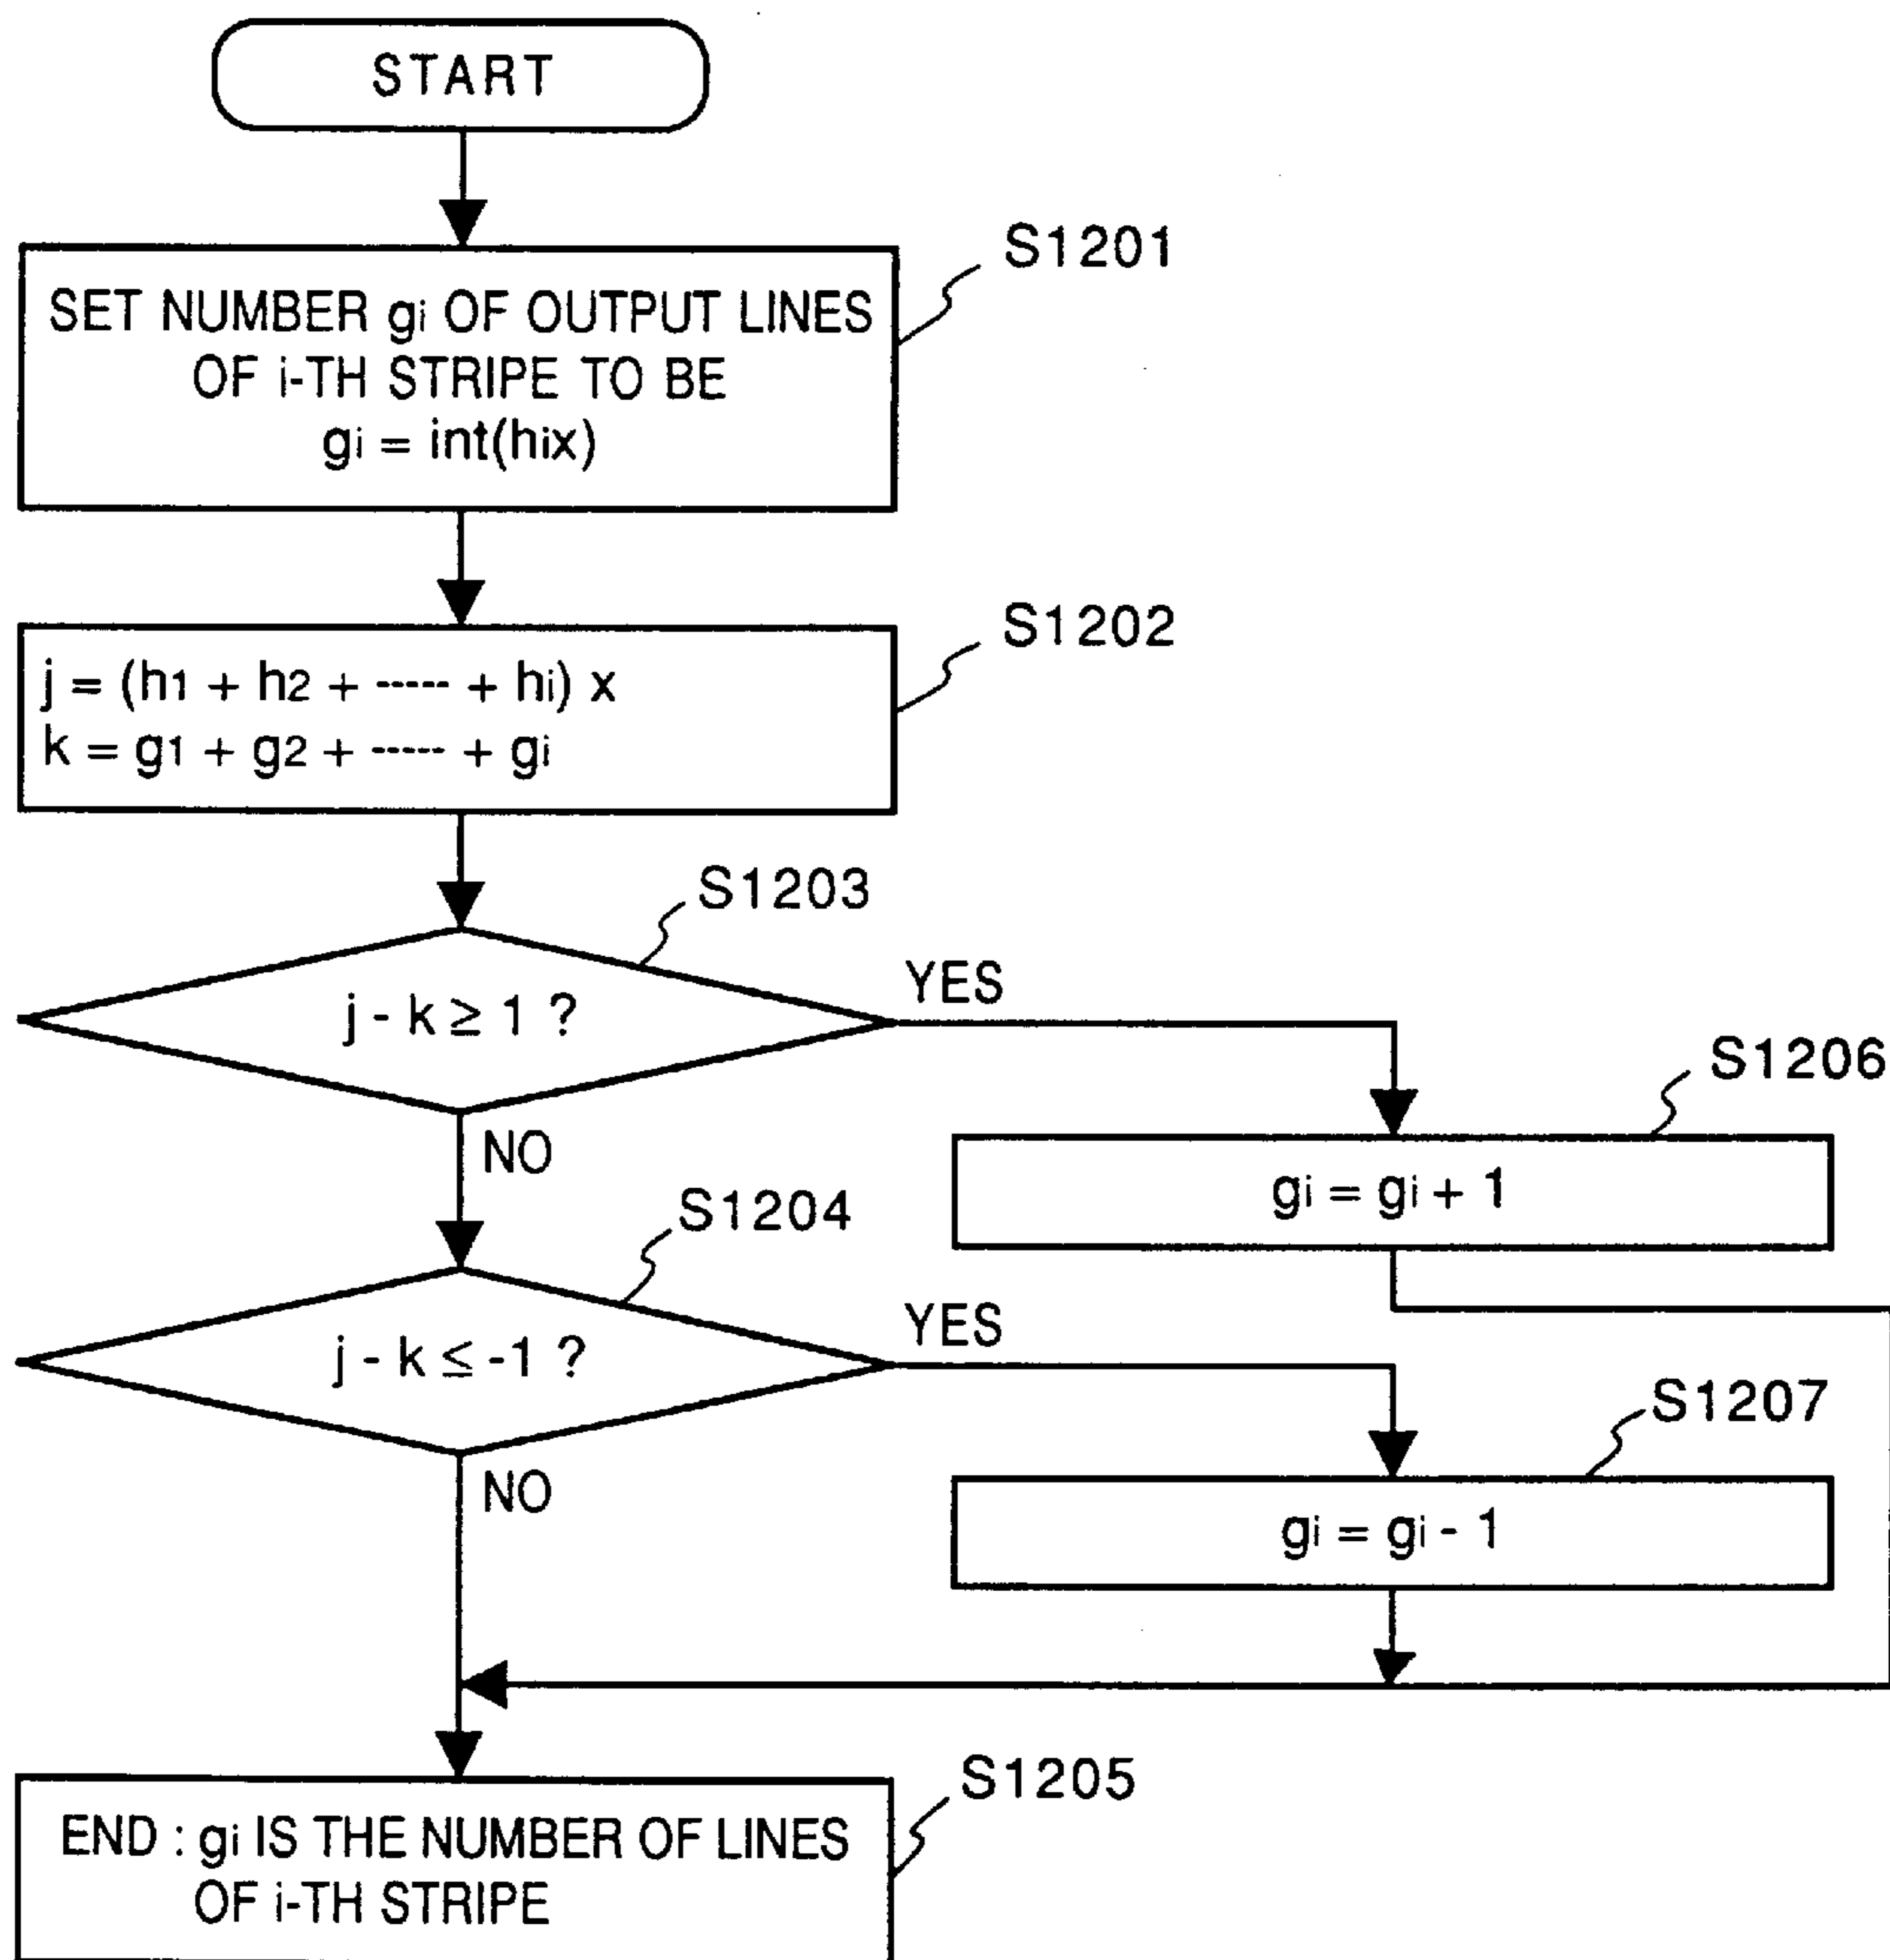 START
S1201
SET NUMBER gi OF OUTPUT LINES
OF i-TH STRIPE TO BE
gi = int(hix)
S1202
j = (h1 + h2 + ----- + hi) x
k = g1 + g2 + ----- + gi
S1203
j - k ≥ 1 ?
YES
NO
S1206
gi = gi + 1
S1204
j - k ≤ -1 ?
YES
NO
S1207
gi = gi - 1
S1205
END : gi IS THE NUMBER OF LINES
OF i-TH STRIPE